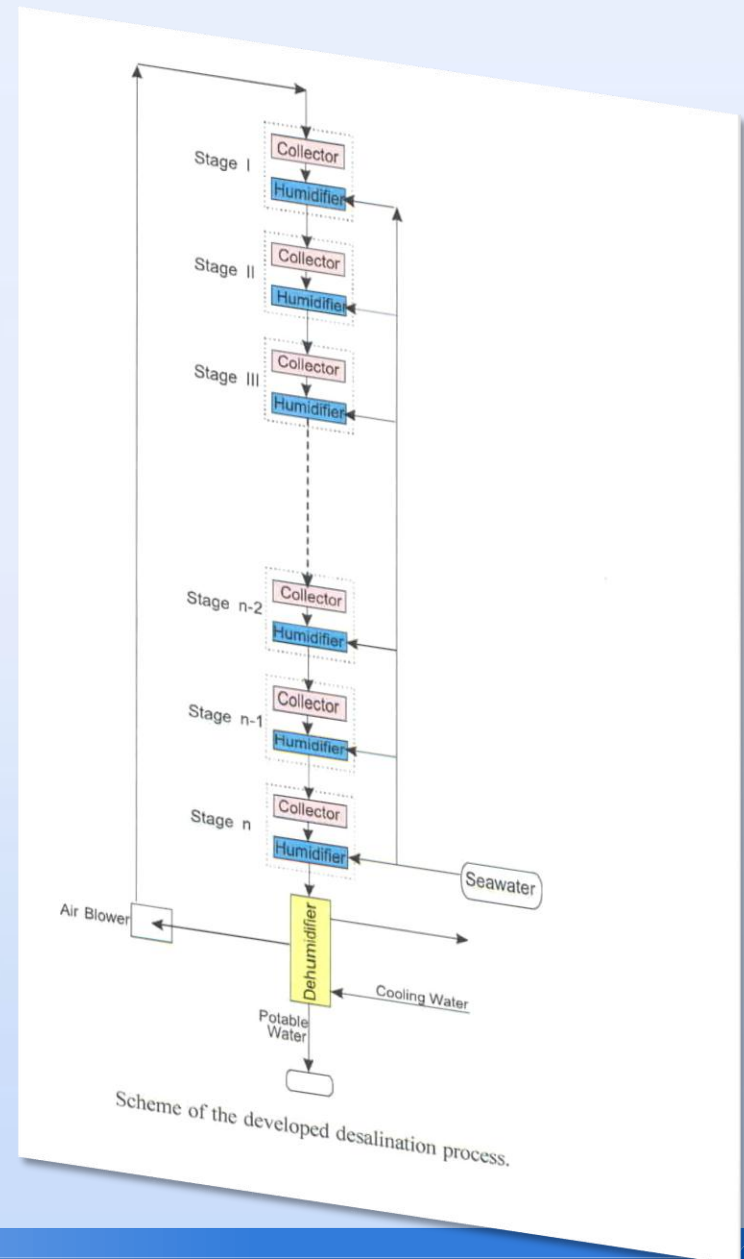 Stage I
Collector
Humidifier
Stage II
Collector
Humidifier
Stage III
Collector
Humidifier
Stage n-2
Collector
Humidifier
Stage n-1
Collector
Humidifier
Stage n
Collector
Humidifier
Seawater
Air Blower
Dehumidifier
Cooling Water
Potable
Water
Scheme of the developed desalination process.